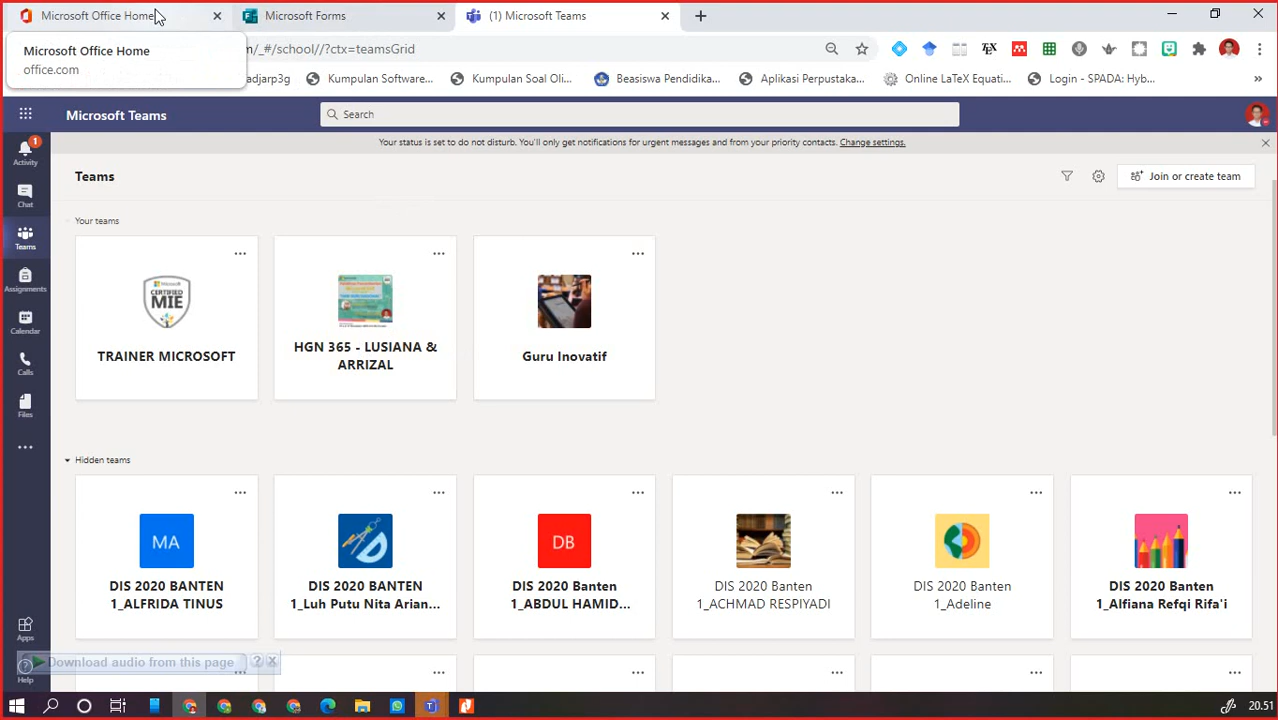 Microsoft Office Home
Microsoft Forms
(1) Microsoft Teams
Microsoft Office Home
office.com
/_#/school//?ctx=teamsGrid
adjarp3g
Kumpulan Software...
Kumpulan Soal Oli...
Beasiswa Pendidika...
Aplikasi Perpustaka...
Online LaTeX Equati...
Login - SPADA: Hyb...
Microsoft Teams
Search
Your status is set to do not disturb. You'll only get notifications for urgent messages and from your priority contacts. Change settings.
Activity
Chat
Teams
Assignments
Calendar
Calls
Files
Apps
Help
Teams
Join or create team
Your teams
MICROSOFT
CERTIFIED
MIE
TRAINER MICROSOFT
HGN 365 - LUSIANA &
ARRIZAL
Guru Inovatif
Hidden teams
MA
DIS 2020 BANTEN
1_ALFRIDA TINUS
DIS 2020 BANTEN
1_Luh Putu Nita Arian...
DB
DIS 2020 Banten
1_ABDUL HAMID...
DIS 2020 Banten
1_ACHMAD RESPIYADI
DIS 2020 Banten
1_Adeline
DIS 2020 Banten
1_Alfiana Refqi Rifa'i
Download audio from this page
20.51